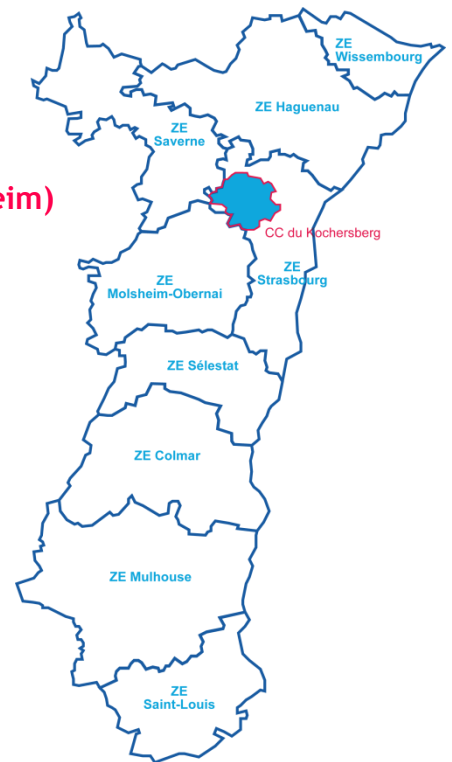 ZE
Wissembourg
ZE Haguenau
ZE
Saverne
eim)
CC du Kochersberg
ZE
Strasbourg
ZE
Molsheim-Obernai
ZE Sélestat
ZE Colmar
ZE Mulhouse
ZE
Saint-Louis